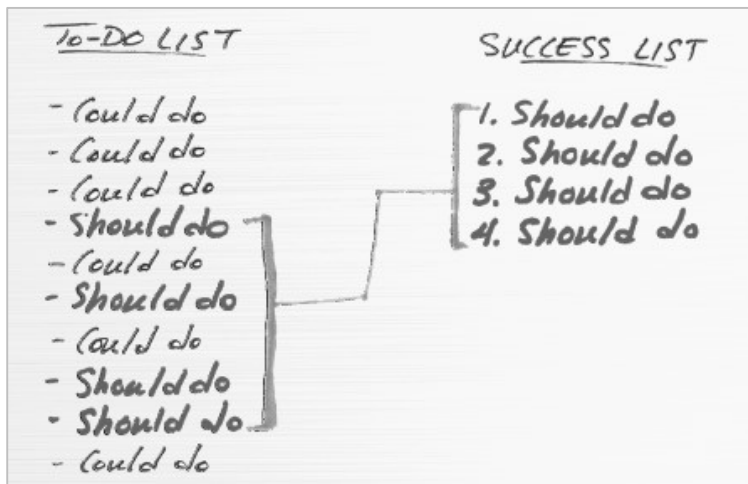 TO-DO LIST
- Could do
- Could do
- Could do
- Should do
- Could do
- Should do
- Could do
- Should do
- Should do
- Could do
SUCCESS LIST
1. Should do
2. Should do
3. Should do
4. Should do